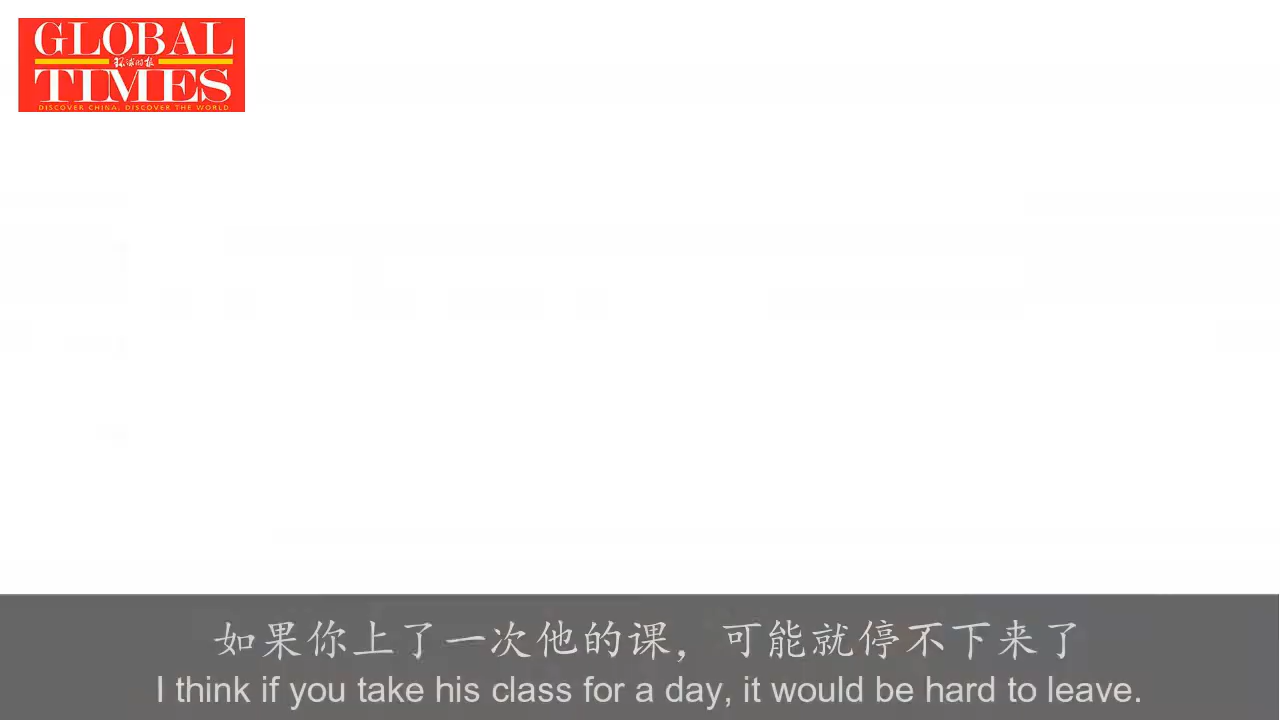 GLOBAL
环球时报
TIMES
DISCOVER CHINA, DISCOVER THE WORLD
如果你上了一次他的课，可能就停不下来了
I think if you take his class for a day, it would be hard to leave.